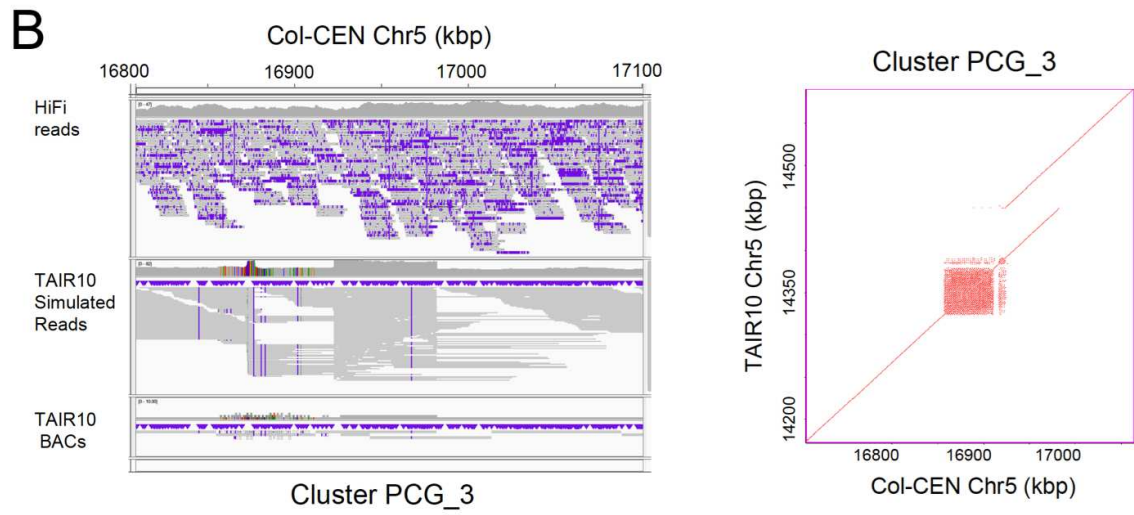 B
Col-CEN Chr5 (kbp)
16800 16900 17000 17100
HiFi
reads
TAIR10
Simulated
Reads
TAIR10
BACs
Cluster PCG_3
Cluster PCG_3
TAIR10 Chr5 (kbp)
14500
14350
14200
16800 16900 17000
Col-CEN Chr5 (kbp)